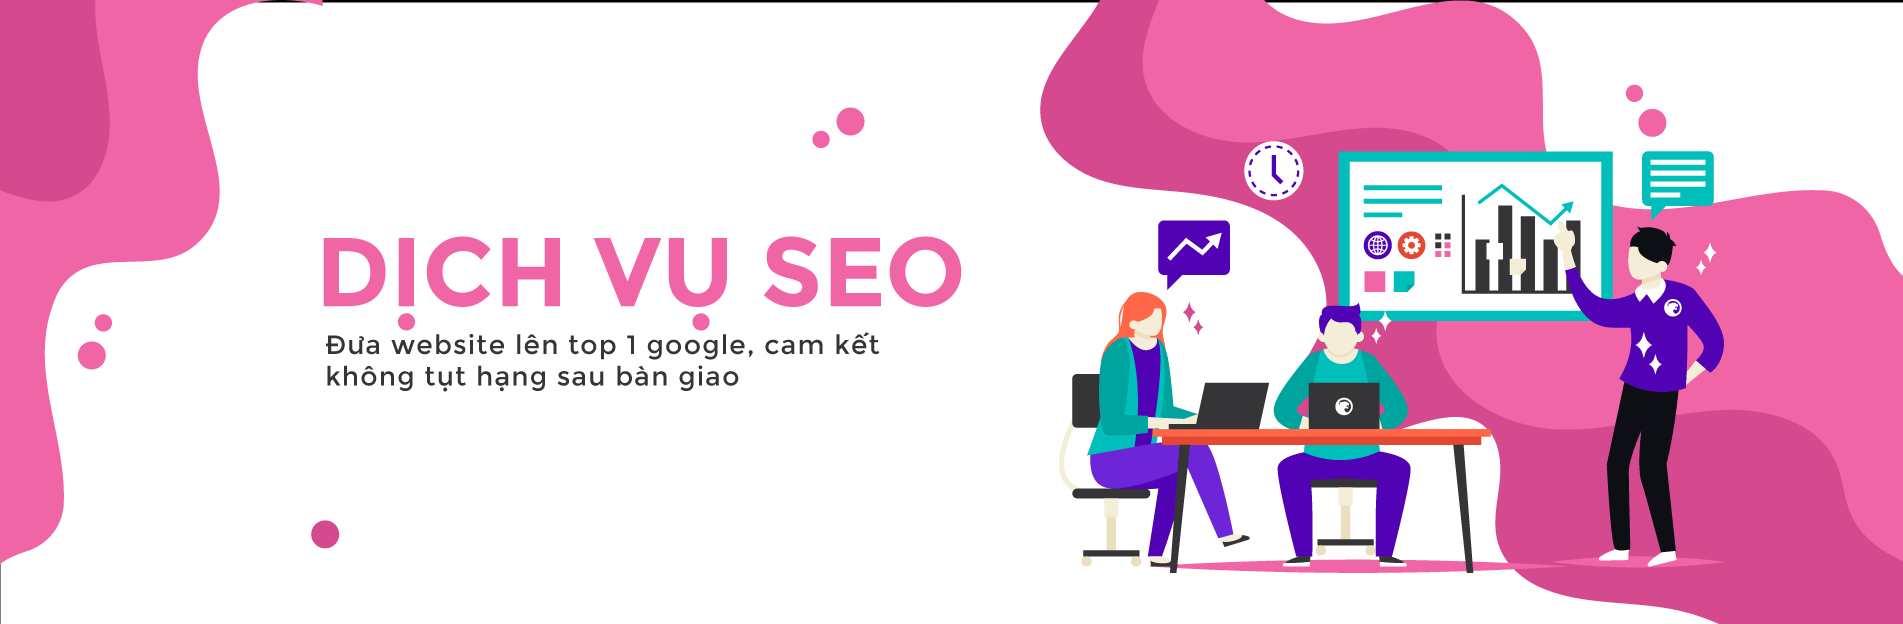 DỊCH VỤ SEO
Đưa website lên top 1 google, cam kết
không tụt hạng sau bàn giao